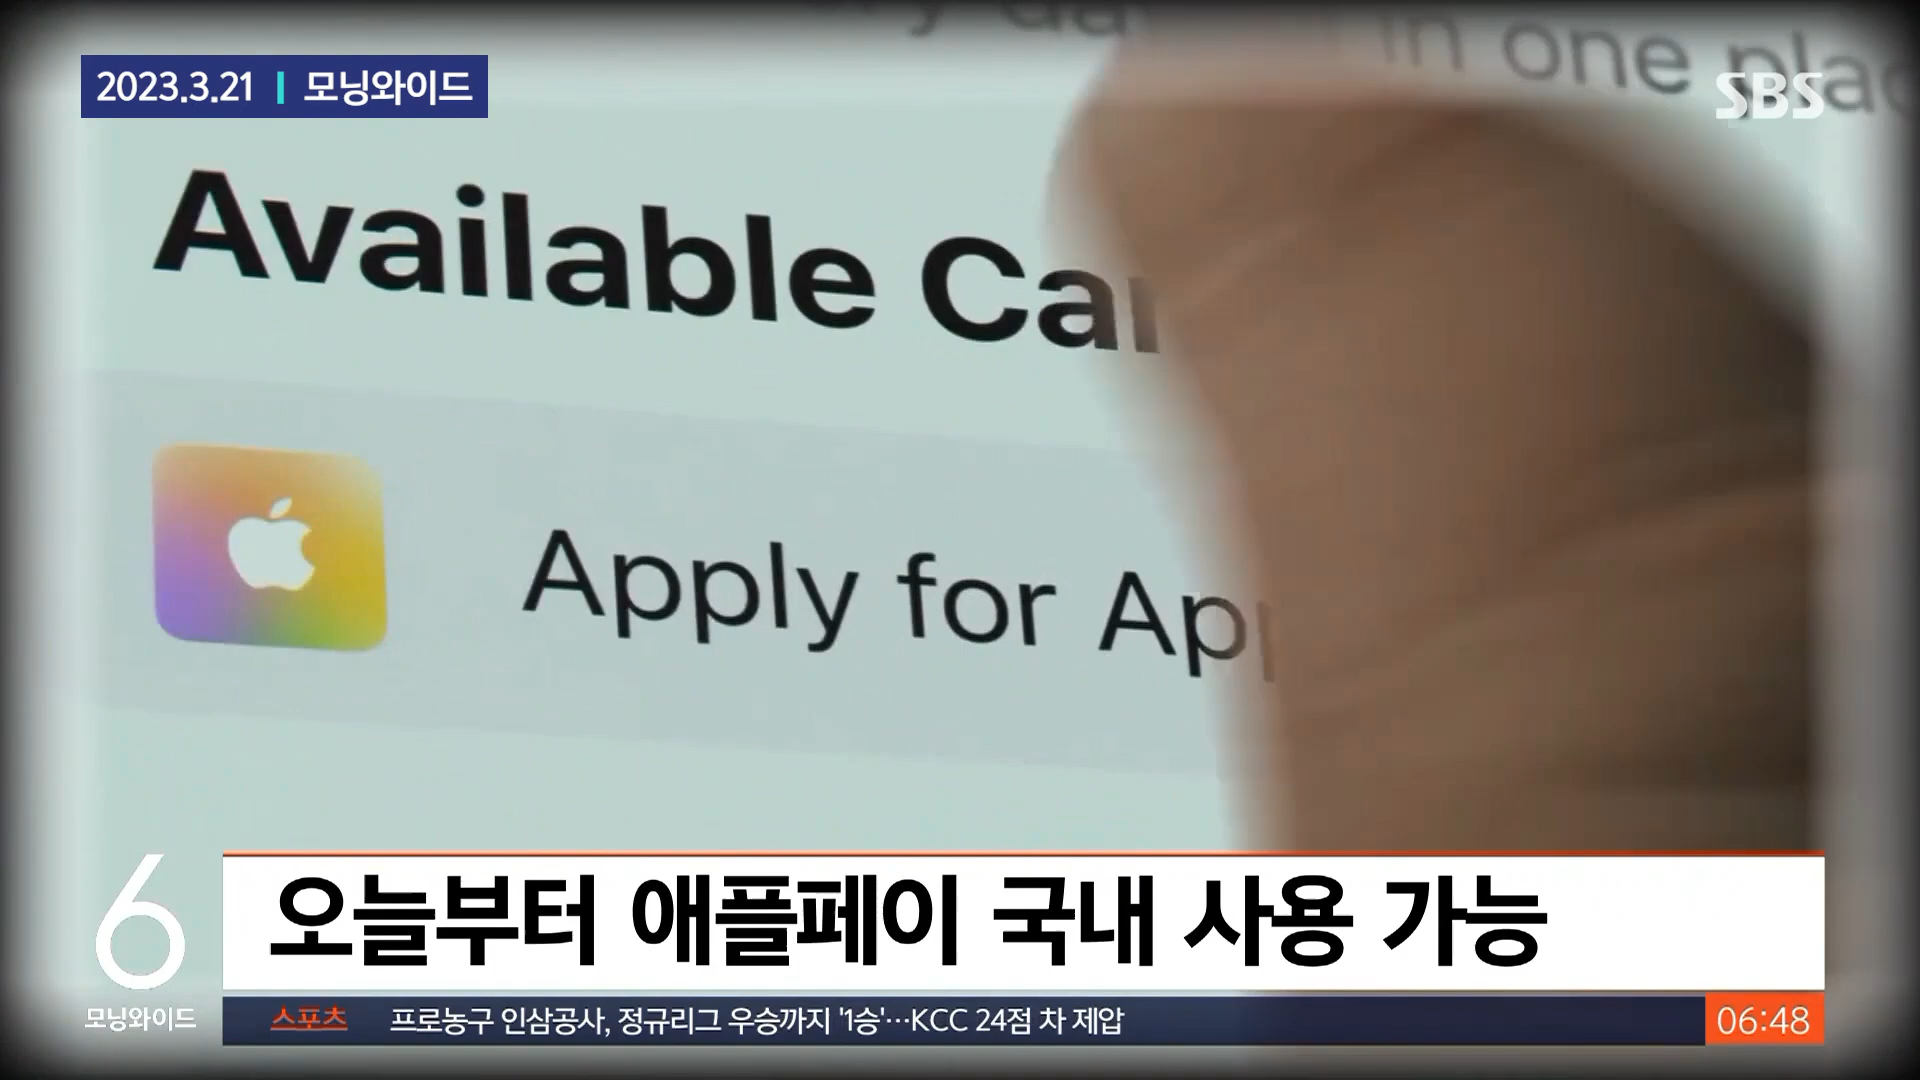 in one plac
2023.3.21 | 모닝와이드
SBS
Available Car
Apply for App
6
오늘부터 애플페이 국내 사용 가능
모닝와이드
스포츠 프로농구 인삼공사, 정규리그 우승까지 '1승'…KCC 24점 차 제압
06:48